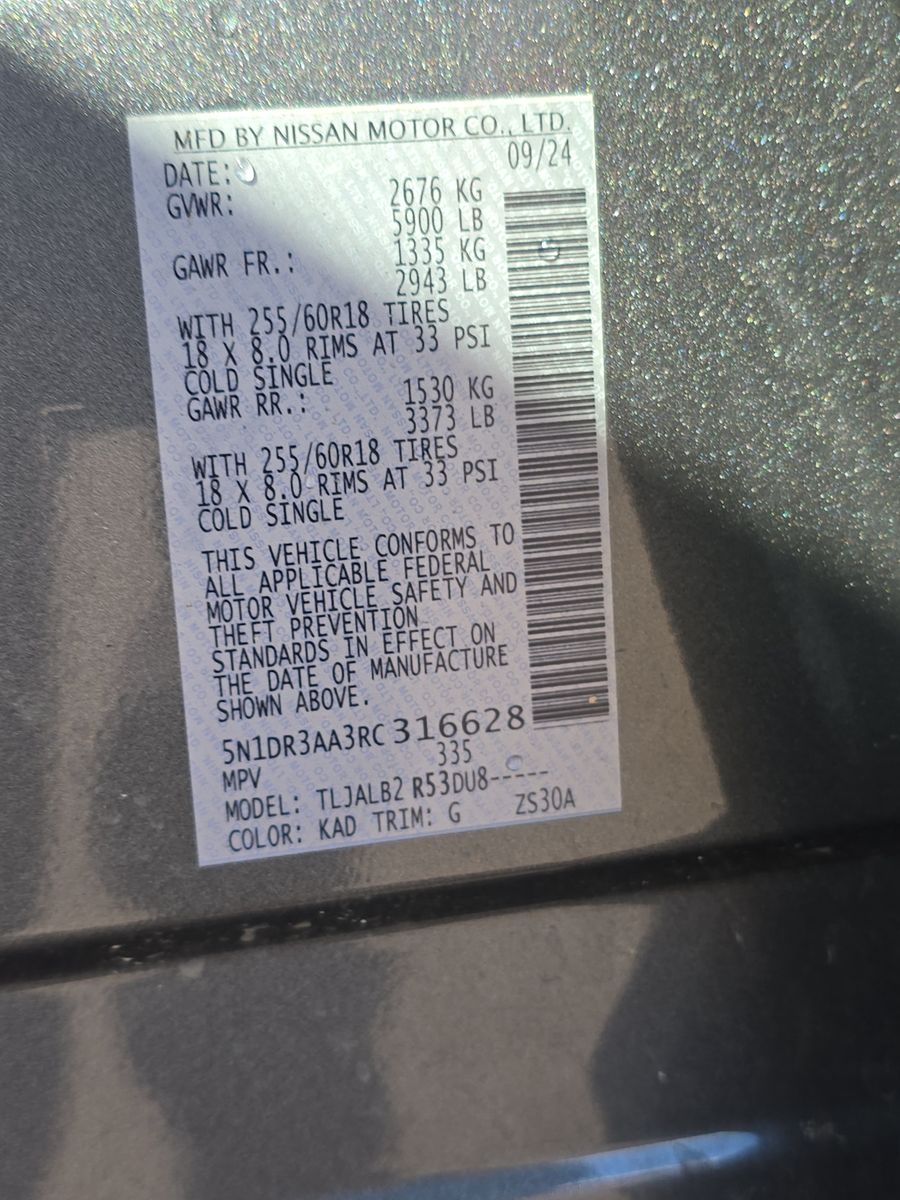 MFD BY NISSAN MOTOR CO., LTD.
DATE: 09/24
GVWR: 2676 KG
5900 LB
GAWR FR.: 1335 KG
2943 LB
WITH 255/60R18 TIRES
18 X 8.0 RIMS AT 33 PSI
COLD SINGLE
GAWR RR.: 1530 KG
3373 LB
WITH 255/60R18 TIRES
18 X 8.0 RIMS AT 33 PSI
COLD SINGLE
THIS VEHICLE CONFORMS TO
ALL APPLICABLE FEDERAL
MOTOR VEHICLE SAFETY AND
THEFT PREVENTION
STANDARDS IN EFFECT ON
THE DATE OF MANUFACTURE
SHOWN ABOVE.
5N1DR3AA3RC316628
MPV 335
MODEL: TLJALB2 R53DU8-----
COLOR: KAD TRIM: G ZS30A